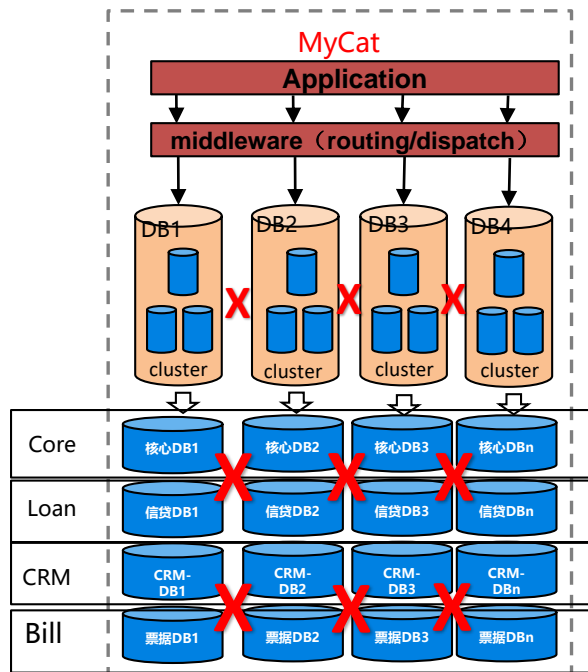 MyCat
Application
middleware（routing/dispatch）
DB1 DB2 DB3 DB4
X X X
cluster cluster cluster cluster
Core 核心DB1 核心DB2 核心DB3 核心DBn
X X X
Loan 信贷DB1 信贷DB2 信贷DB3 信贷DBn
CRM CRM- CRM- CRM- CRM-
DB1 DB2 DB3 DBn
X X X
Bill 票据DB1 票据DB2 票据DB3 票据DBn